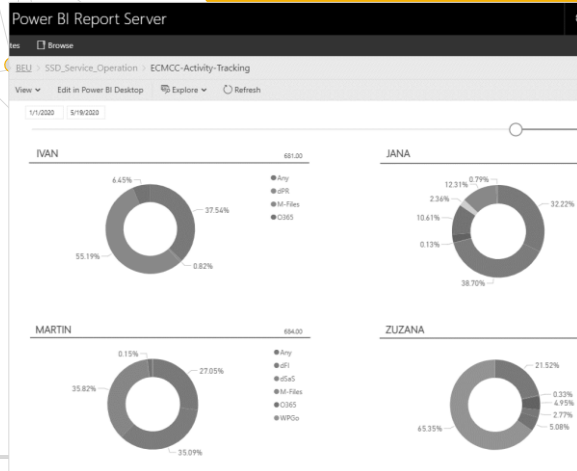 Power BI Report Server
tes Browse
BEU > SSD_Service_Operation > ECMCC-Activity-Tracking
View Edit in Power BI Desktop Explore Refresh
1/1/2020 5/19/2020
IVAN 681.00
6.45%
37.54%
55.19%
0.82%
Any
dPR
M-Files
O365
JANA
0.79%
12.31%
2.36%
32.22%
10.61%
0.13%
38.70%
MARTIN 664.00
0.15%
27.05%
35.82%
35.09%
Any
dFI
dSaS
M-Files
O365
WPGo
ZUZANA
21.52%
0.33%
4.95%
2.77%
5.08%
65.35%